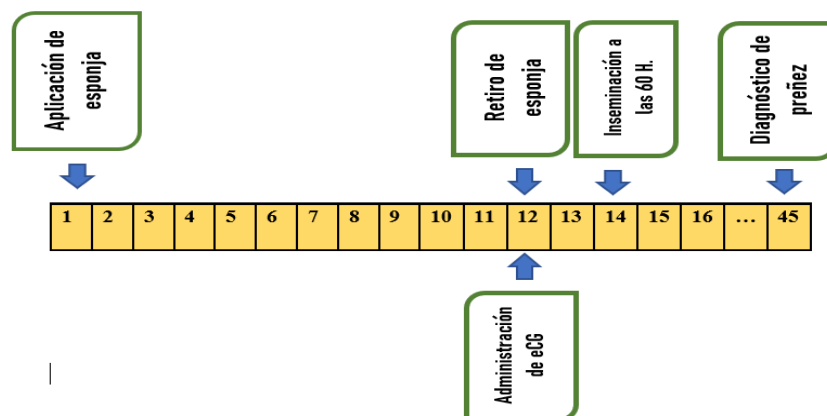 Aplicación de
esponja
Retiro de
esponja
Inseminación a
Las 60 H.
Diagnóstico de
preñez
1 2 3 4 5 6 7 8 9 10 11 12 13 14 15 16 ... 45
Administración
de eCG